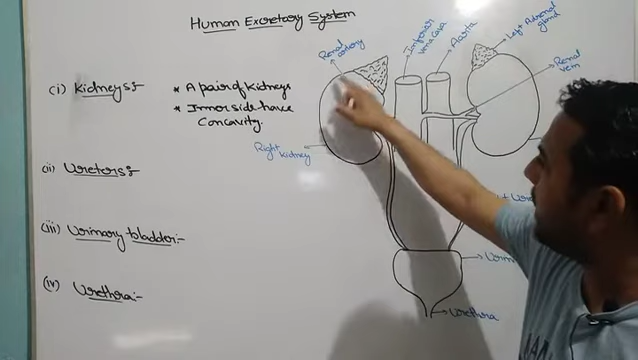 Human Excretory System
(i) Kidneys:-
* A pair of kidneys
* Inner side have
Concavity.
(ii) Ureters:-
(iii) Urinary bladder:-
(iv) Urethra:-
Renal
artery
Inferior
vena cava
Aorta
Left Adrenal
gland
Renal
vein
Right
kidney
Urethra